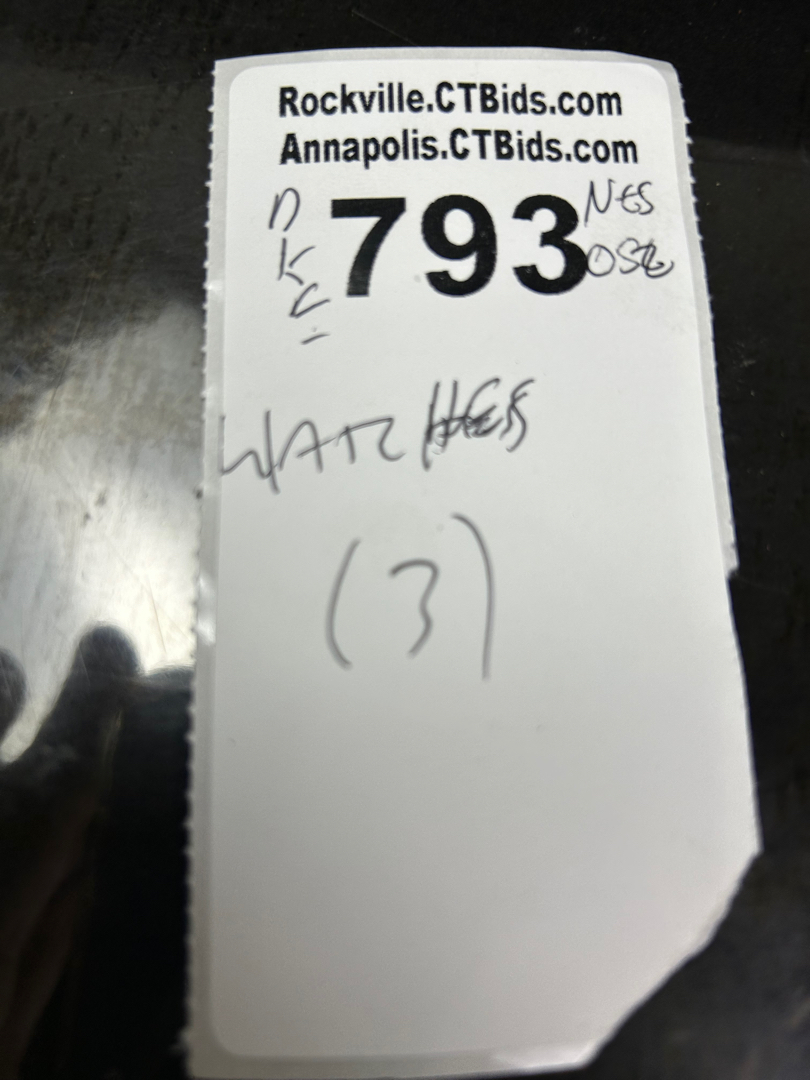 Rockville.CTBids.com
Annapolis.CTBids.com
D
K
C
793
NES
WATCHES
(3)